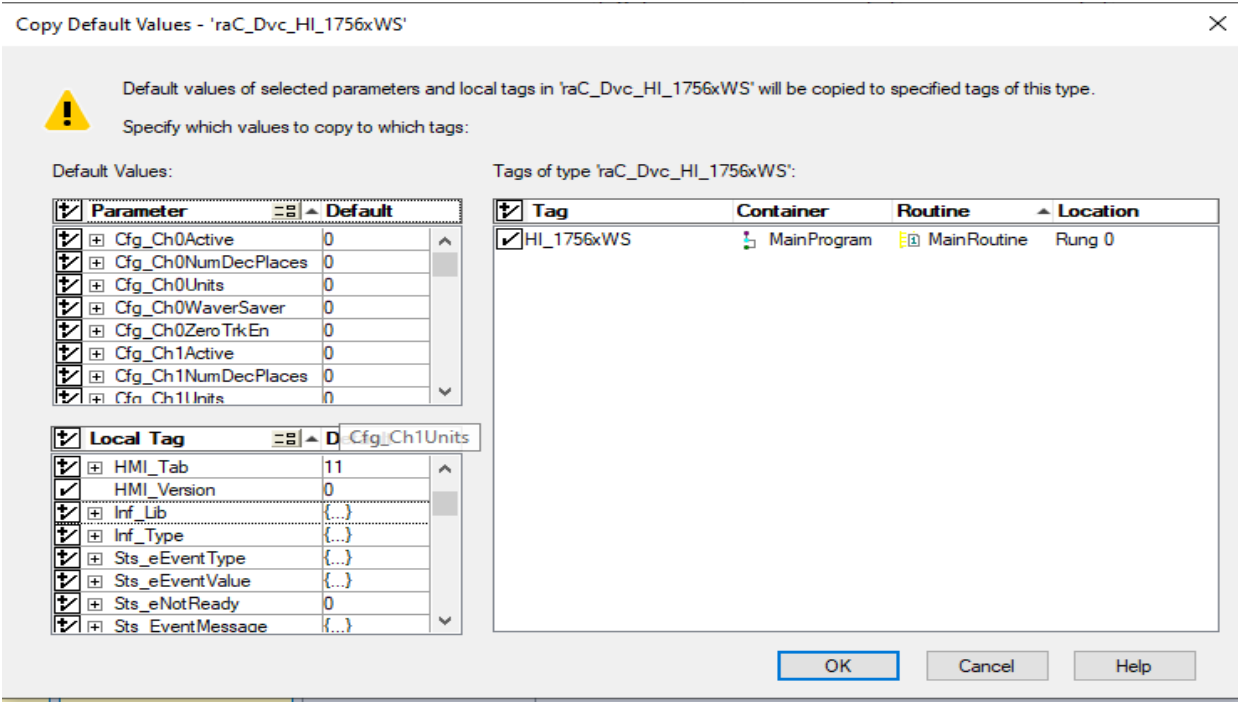 Copy Default Values - 'raC_Dvc_HI_1756xWS'
Default values of selected parameters and local tags in 'raC_Dvc_HI_1756xWS' will be copied to specified tags of this type.
Specify which values to copy to which tags:
Default Values:
Parameter Default
Cfg_Ch0Active 0
Cfg_Ch0NumDecPlaces 0
Cfg_Ch0Units 0
Cfg_Ch0WaverSaver 0
Cfg_Ch0ZeroTrkEn 0
Cfg_Ch1Active 0
Cfg_Ch1NumDecPlaces 0
Cfg_Ch1Units 0
Cfg_Ch1Units
Local Tag D
HMI_Tab 11
HMI_Version 0
Inf_Lib {...}
Inf_Type {...}
Sts_eEventType {...}
Sts_eEventValue {...}
Sts_eNotReady 0
Sts_EventMessage {...}
Tags of type 'raC_Dvc_HI_1756xWS':
Tag Container Routine Location
HI_1756xWS MainProgram MainRoutine Rung 0
OK Cancel Help